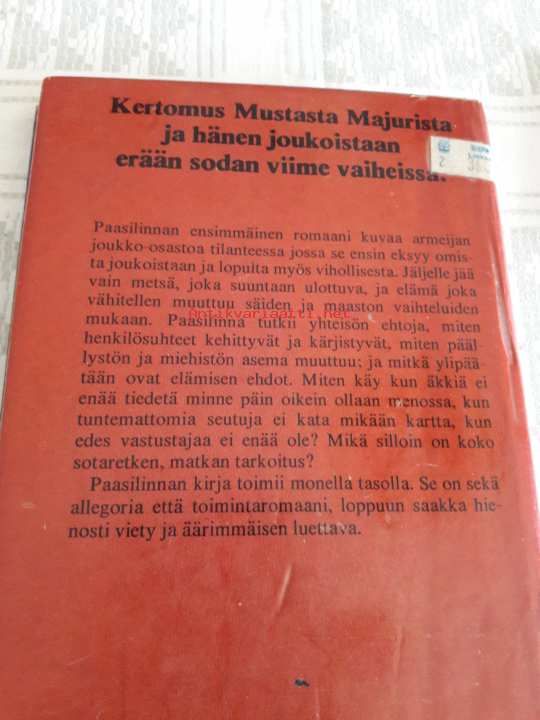 Kertomus Mustasta Majurista
ja hänen joukoistaan
erään sodan viime vaiheissa.
Paasilinnan ensimmäinen romaani kuvaa armeijan
joukko-osastoa tilanteessa jossa se ensin eksyy omis-
ta joukoistaan ja lopulta myös vihollisesta. Jäljelle jää
vain metsä, joka suuntaan ulottuva, ja elämä joka
vähitellen muuttuu säiden ja maaston vaihteluiden
mukaan. Paasilinna tutkii yhteisön ehtoja, miten
henkilösuhteet kehittyvät ja kärjistyvät, miten pääl-
lystön ja miehistön asema muuttuu; ja mitkä ylipää-
tään ovat elämisen ehdot. Miten käy kun äkkiä ei
enää tiedetä minne päin oikein ollaan menossa, kun
tuntemattomia seutuja ei kata mikään kartta, kun
edes vastustajaa ei enää ole? Mikä silloin on koko
sotaretken, matkan tarkoitus?
Paasilinnan kirja toimii monella tasolla. Se on sekä
allegoria että toimintaromaani, loppuun saakka hie-
nosti viety ja äärimmäisen luettava.
Antikvariaatti.net